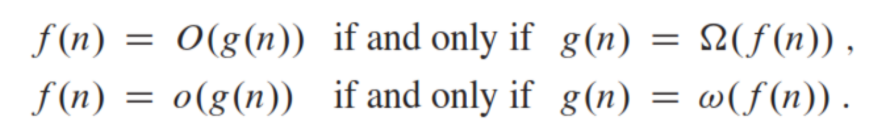 f(n) = O(g(n)) if and only if g(n) = Ω(f(n)) ,
f(n) = o(g(n)) if and only if g(n) = ω(f(n)) .